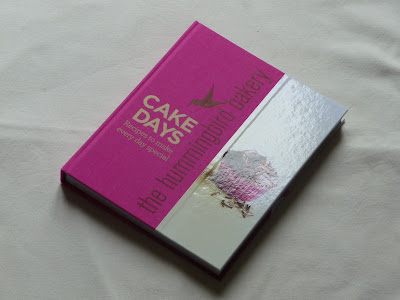 CAKE
DAYS
Recipes to make
every day special
the hummingbird bakery